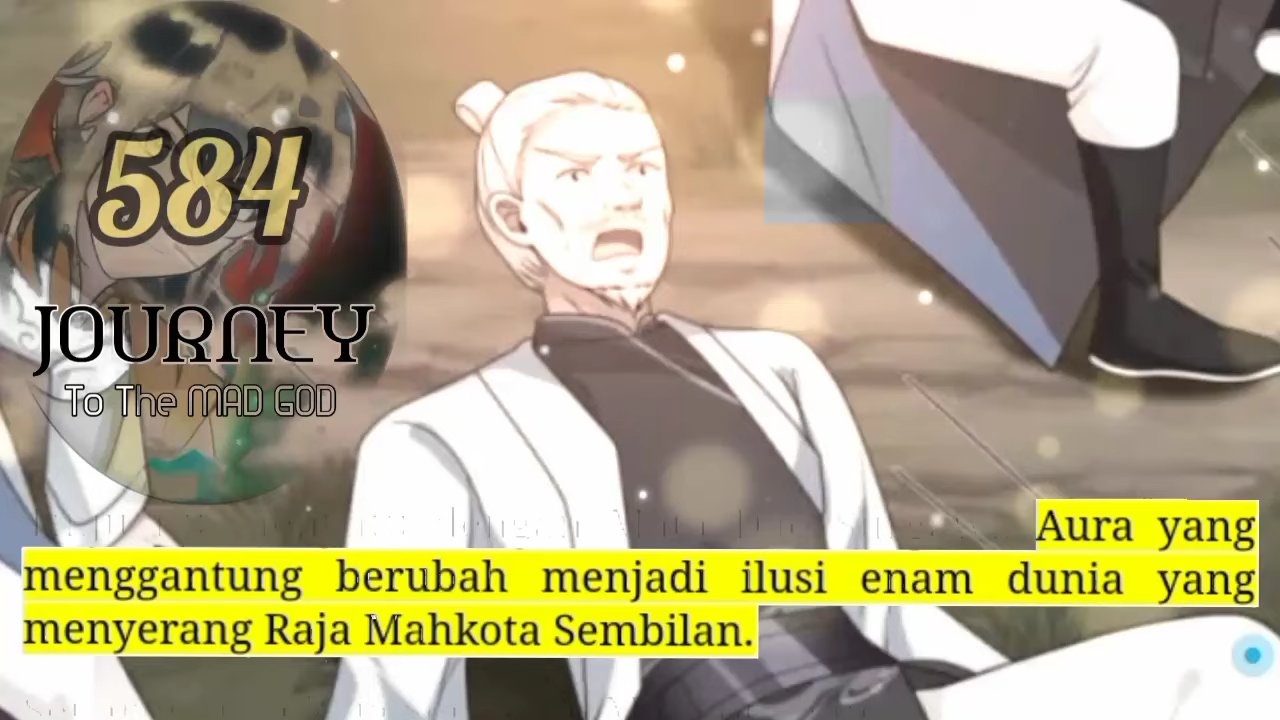 584
JOURNEY
To The MAD GOD
Aura yang
menggantung berubah menjadi ilusi enam dunia yang
menyerang Raja Mahkota Sembilan.